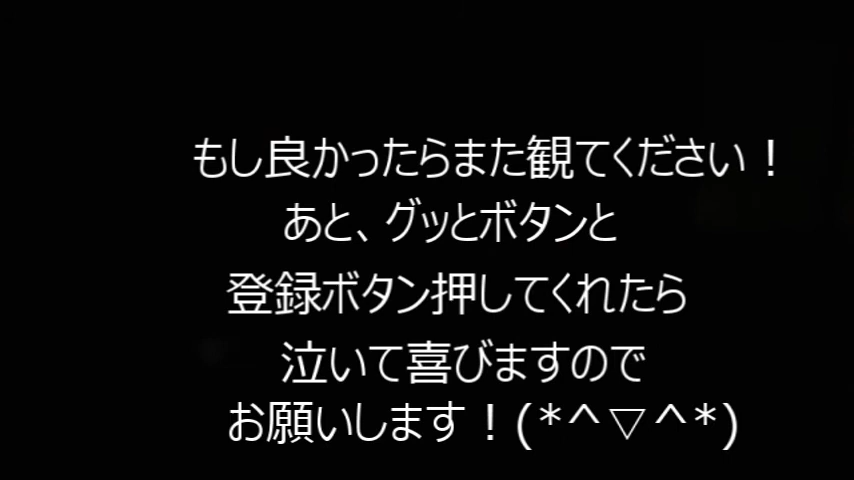 もし良かったらまた観てください！
あと、グッとボタンと
登録ボタン押してくれたら
泣いて喜びますので
お願いします！(*^▽^*)